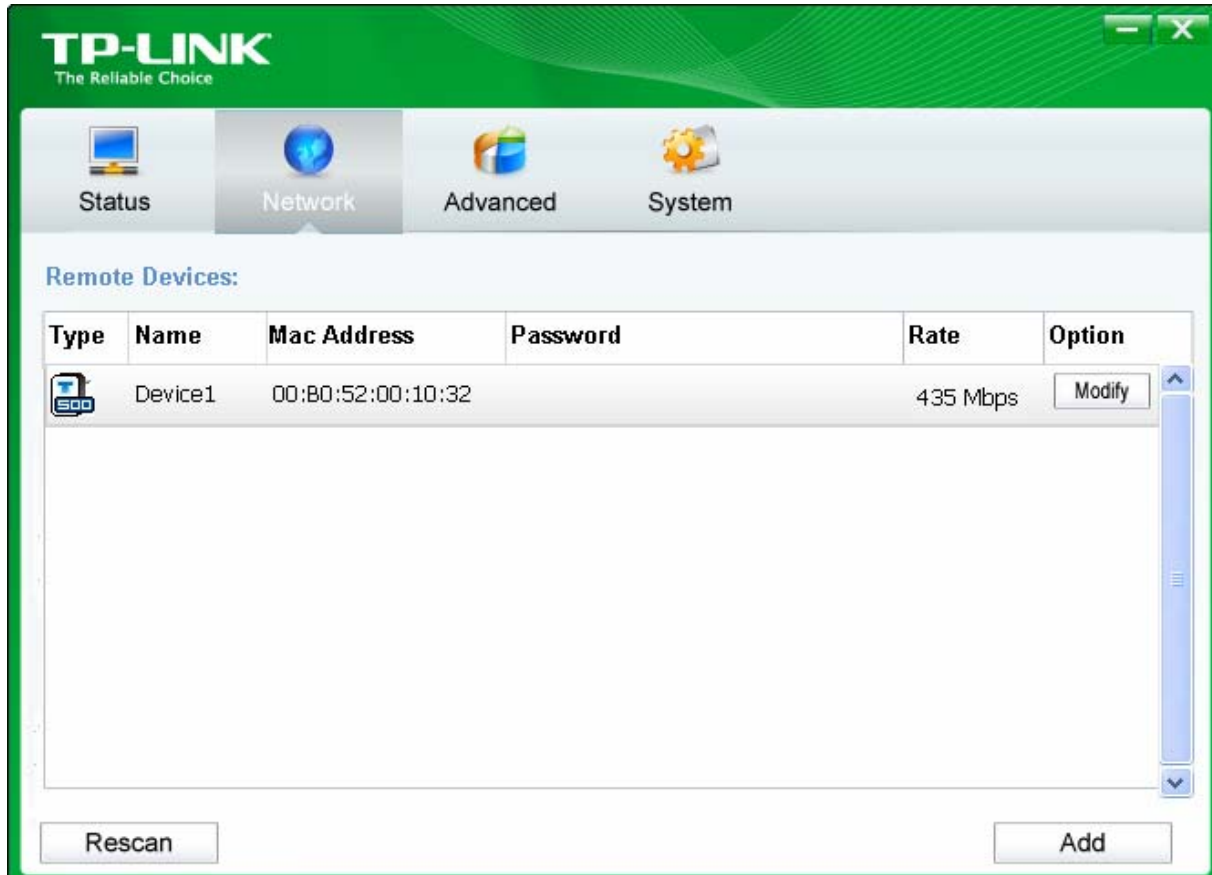 TP-LINK
The Reliable Choice
Status Network Advanced System
Remote Devices:
Type Name Mac Address Password Rate Option
T 500 Device1 00:B0:52:00:10:32 435 Mbps Modify
Rescan Add